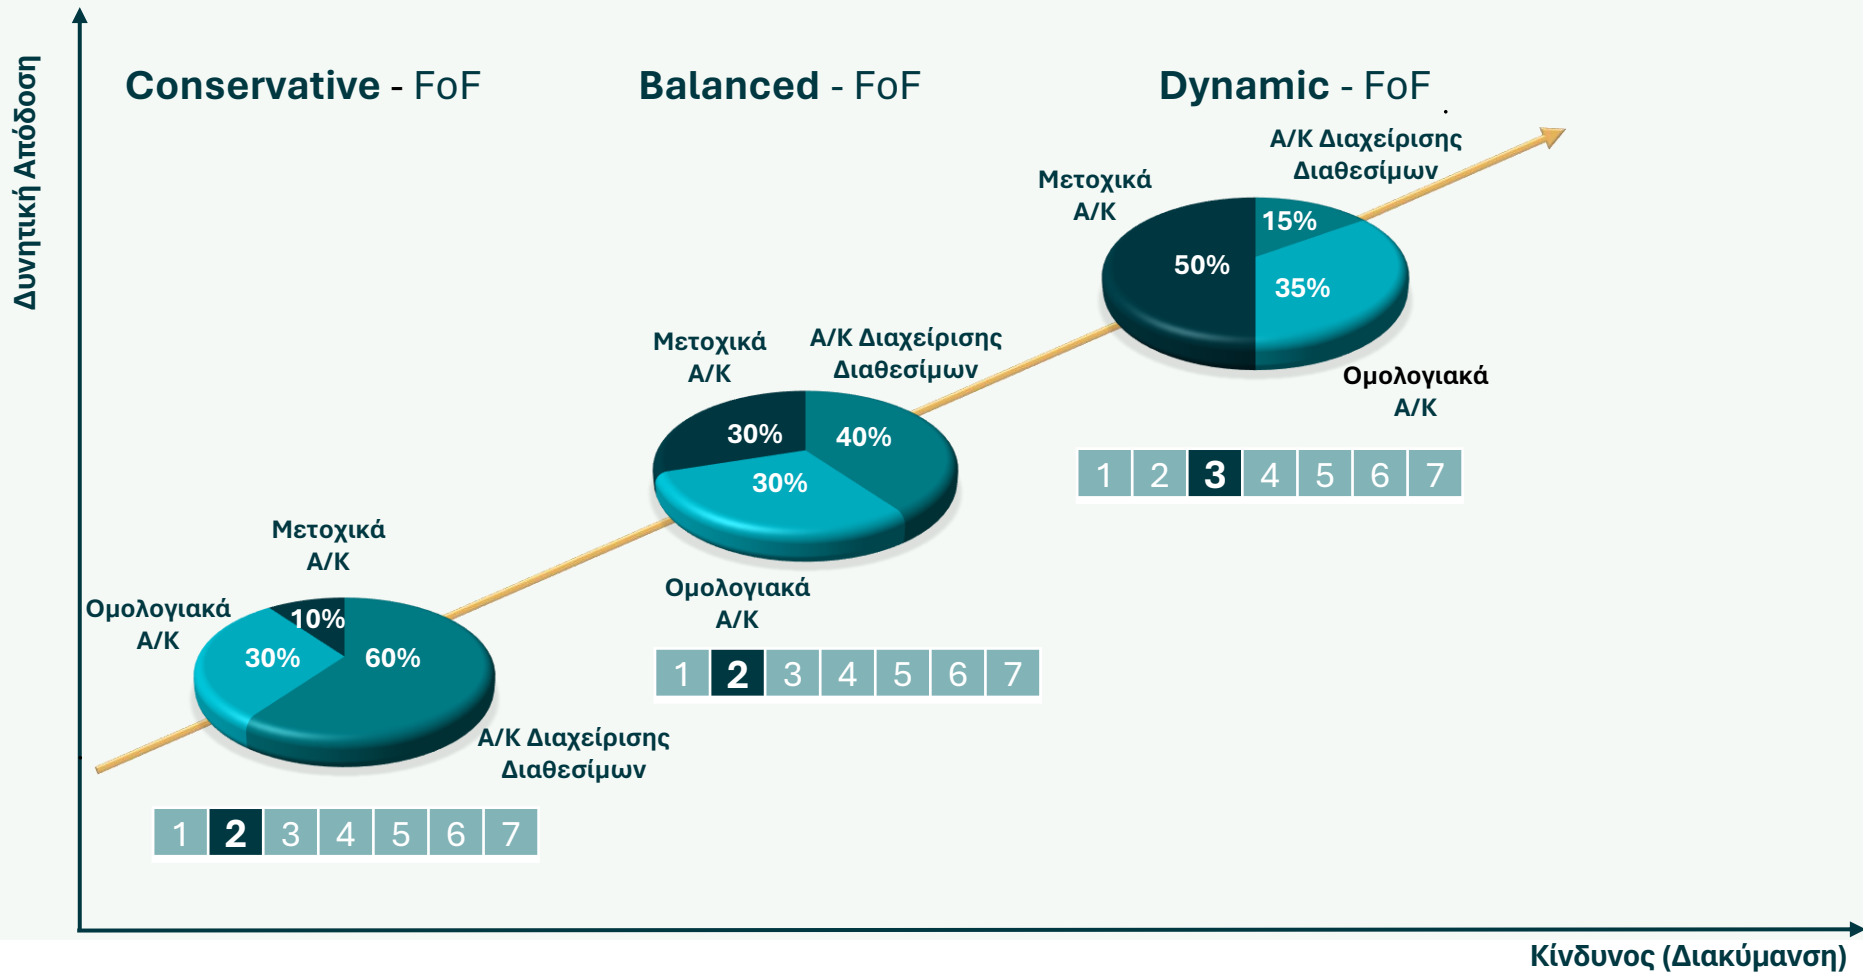 Δυνητική Απόδοση
Conservative - FoF
Balanced - FoF
Dynamic - FoF
Α/Κ Διαχείρισης
Διαθεσίμων
Μετοχικά
Α/Κ
15%
50%
35%
Ομολογιακά
Α/Κ
1 2 3 4 5 6 7
Μετοχικά
Α/Κ
Α/Κ Διαχείρισης
Διαθεσίμων
30%
40%
30%
Ομολογιακά
Α/Κ
1 2 3 4 5 6 7
Μετοχικά
Α/Κ
Ομολογιακά
Α/Κ
10%
30%
60%
Α/Κ Διαχείρισης
Διαθεσίμων
1 2 3 4 5 6 7
Κίνδυνος (Διακύμανση)